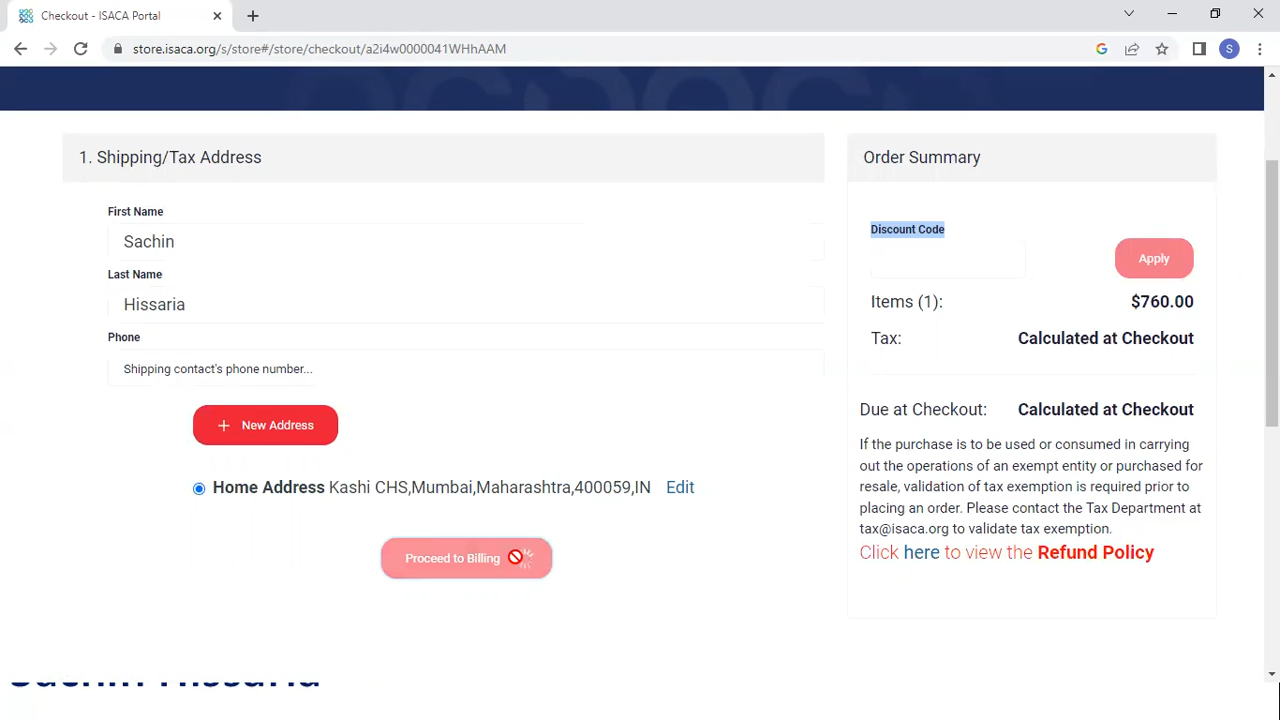 Checkout - ISACA Portal
store.isaca.org/s/store#/store/checkout/a2i4w0000041WHhAAM
S
1. Shipping/Tax Address
First Name
Sachin
Last Name
Hissaria
Phone
Shipping contact's phone number...
+ New Address
Home Address Kashi CHS,Mumbai,Maharashtra,400059,IN Edit
Proceed to Billing
Order Summary
Discount Code
Apply
Items (1): $760.00
Tax: Calculated at Checkout
Due at Checkout: Calculated at Checkout
If the purchase is to be used or consumed in carrying
out the operations of an exempt entity or purchased for
resale, validation of tax exemption is required prior to
placing an order. Please contact the Tax Department at
tax@isaca.org to validate tax exemption.
Click here to view the Refund Policy
Sachin Hissaria